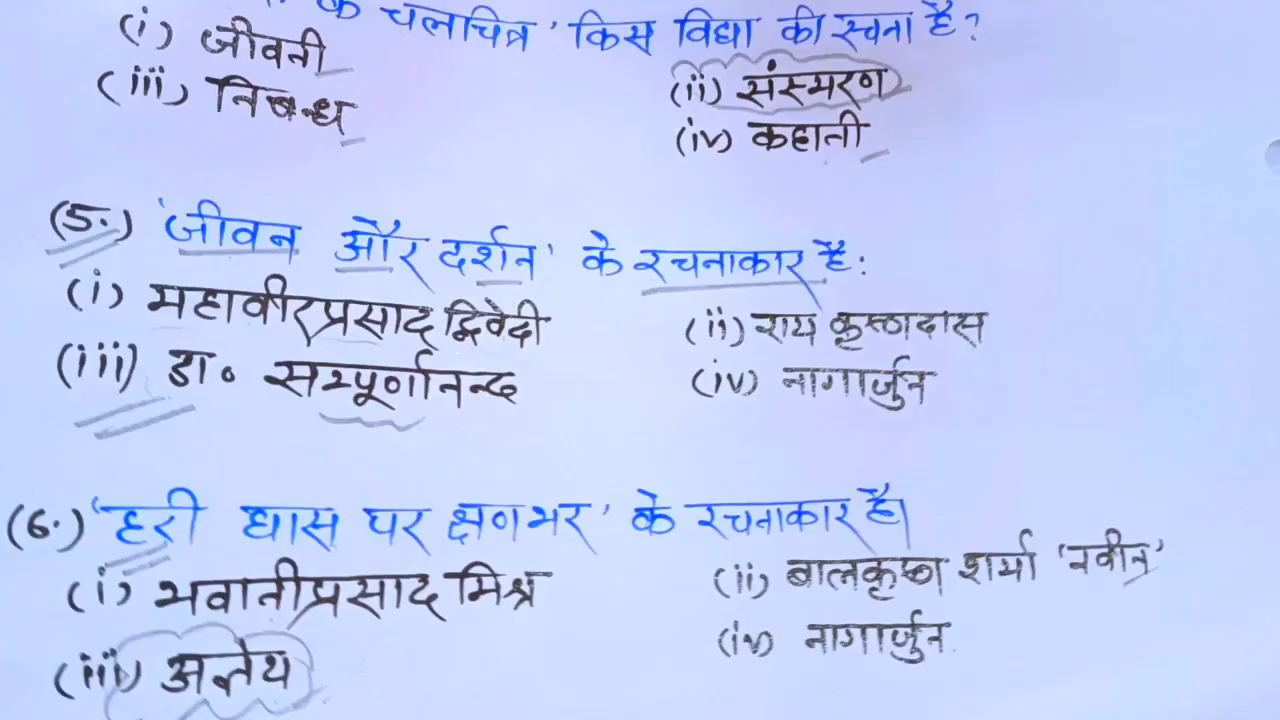 के चलचित्र' किस विधा की रचना है?
(i) जीवनी (ii) संस्मरण
(iii) निबन्ध (iv) कहानी
(5.) 'जीवन और दर्शन' के रचनाकार है:
(i) महावीरप्रसाद द्विवेदी (ii) राय कृष्णदास
(iii) डा० सम्पूर्णानन्द (iv) नागार्जुन
(6.) 'हरी घास पर क्षणभर' के रचनाकार है।
(i) भवानीप्रसाद मिश्र (ii) बालकृष्ण शर्मा 'नवीन'
(iii) अज्ञेय (iv) नागार्जुन